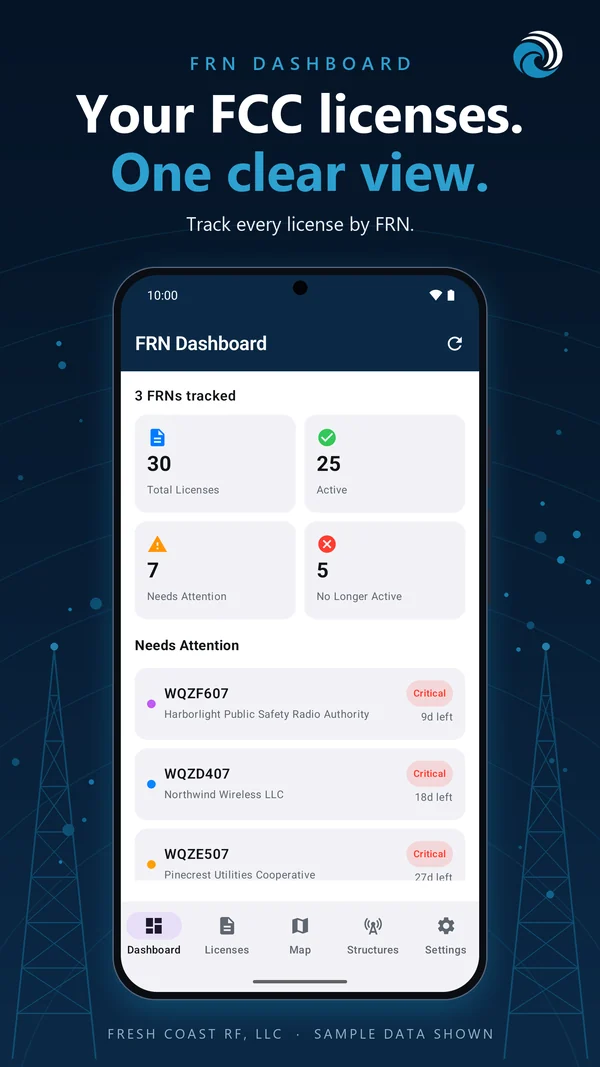 FRN DASHBOARD
Your FCC licenses.
One clear view.
Track every license by FRN.
10:00
FRN Dashboard
3 FRNs tracked
30
Total Licenses
25
Active
7
Needs Attention
5
No Longer Active
Needs Attention
WQZF607
Critical
Harborlight Public Safety Radio Authority
9d left
WQZD407
Critical
Northwind Wireless LLC
18d left
WQZE507
Critical
Pinecrest Utilities Cooperative
27d left
Dashboard
Licenses
Map
Structures
Settings
FRESH COAST RF, LLC · SAMPLE DATA SHOWN